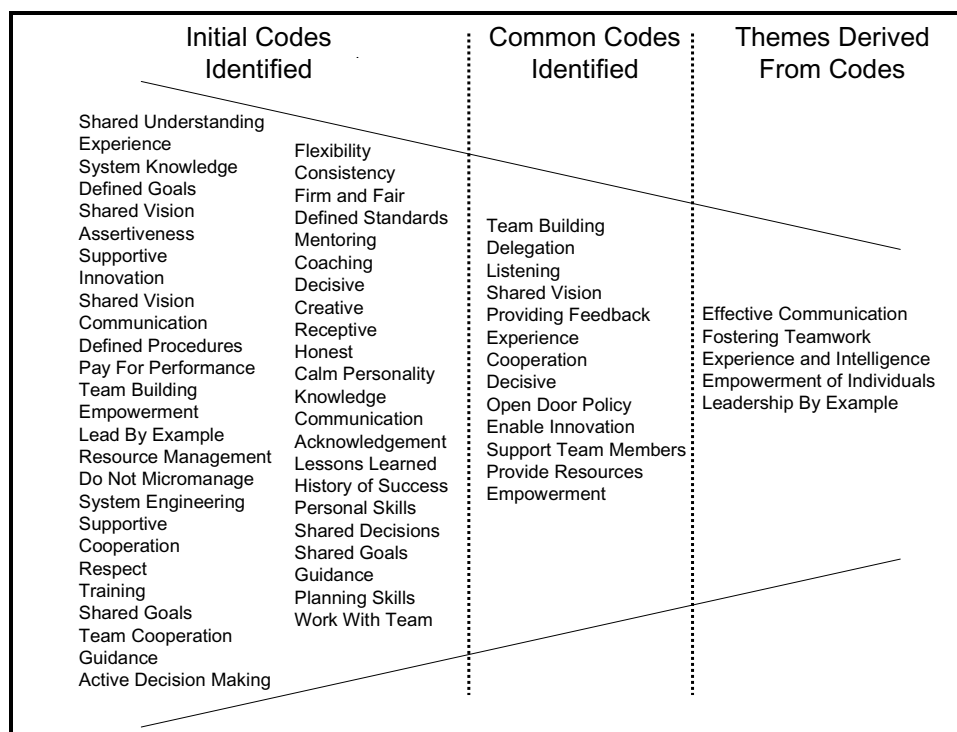 Initial Codes
Identified
Shared Understanding
Experience
System Knowledge
Defined Goals
Shared Vision
Assertiveness
Supportive
Innovation
Shared Vision
Communication
Defined Procedures
Pay For Performance
Team Building
Empowerment
Lead By Example
Resource Management
Do Not Micromanage
System Engineering
Supportive
Cooperation
Respect
Training
Shared Goals
Team Cooperation
Guidance
Active Decision Making
Flexibility
Consistency
Firm and Fair
Defined Standards
Mentoring
Coaching
Decisive
Creative
Receptive
Honest
Calm Personality
Knowledge
Communication
Acknowledgement
Lessons Learned
History of Success
Personal Skills
Shared Decisions
Shared Goals
Guidance
Planning Skills
Work With Team
Common Codes
Identified
Team Building
Delegation
Listening
Shared Vision
Providing Feedback
Experience
Cooperation
Decisive
Open Door Policy
Enable Innovation
Support Team Members
Provide Resources
Empowerment
Themes Derived
From Codes
Effective Communication
Fostering Teamwork
Experience and Intelligence
Empowerment of Individuals
Leadership By Example